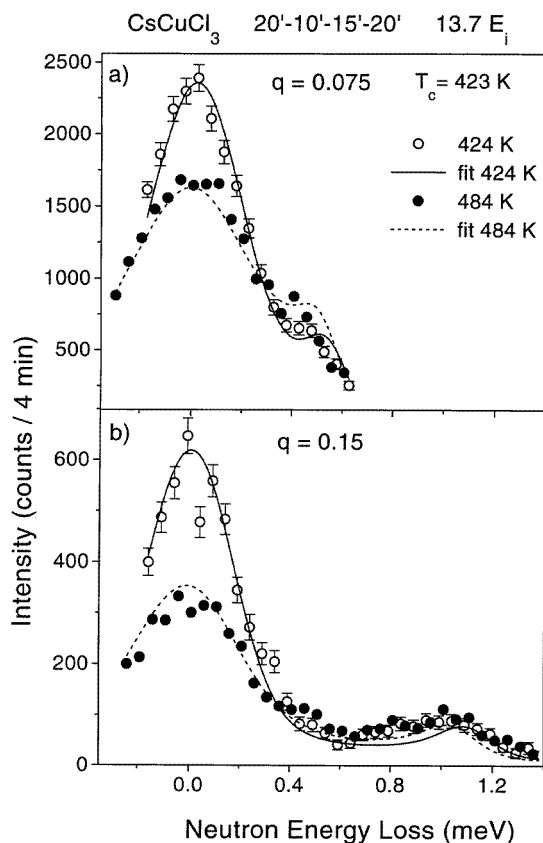 CsCuCl₃ 20'-10'-15'-20' 13.7 Eᵢ
a) q = 0.075 T_c = 423 K
424 K
fit 424 K
484 K
fit 484 K
2500
2000
1500
1000
500
b) q = 0.15
600
400
200
0
0.0 0.4 0.8 1.2
Intensity (counts / 4 min)
Neutron Energy Loss (meV)